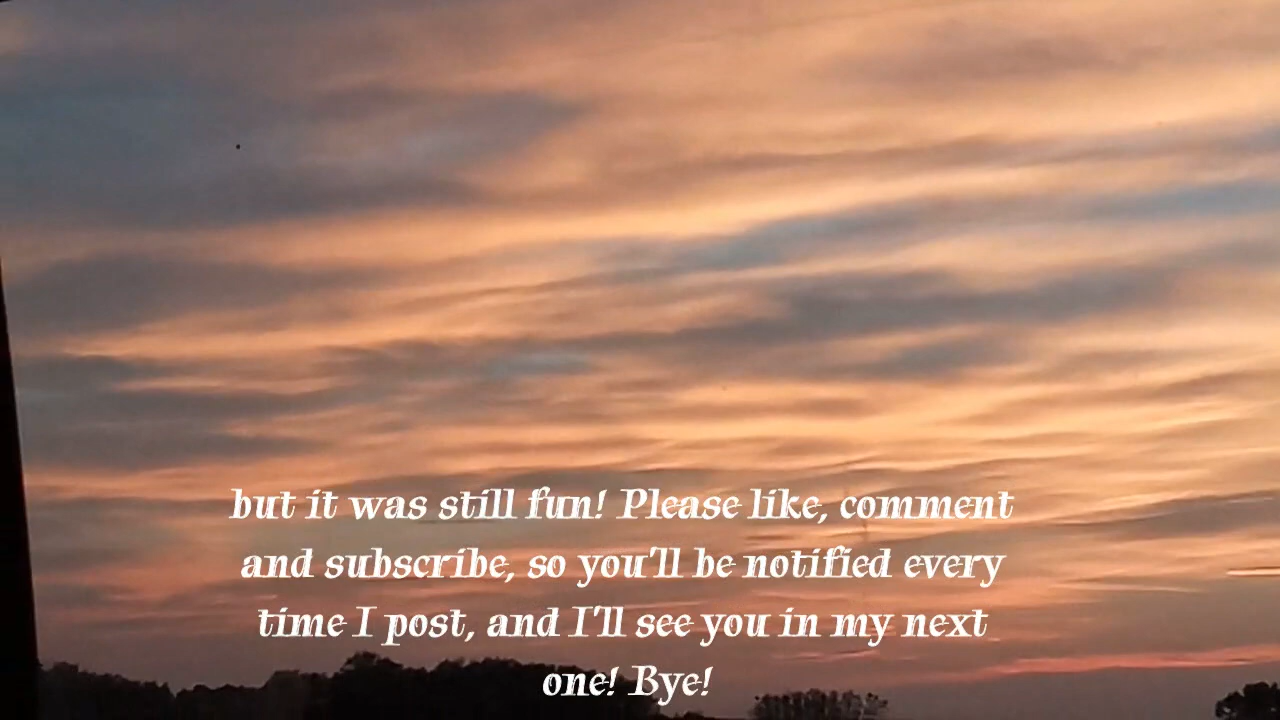 but it was still fun! Please like, comment
and subscribe, so you'll be notified every
time I post, and I'll see you in my next
one! Bye!